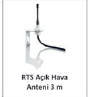 RTS Açık Hava
Anteni 3 m